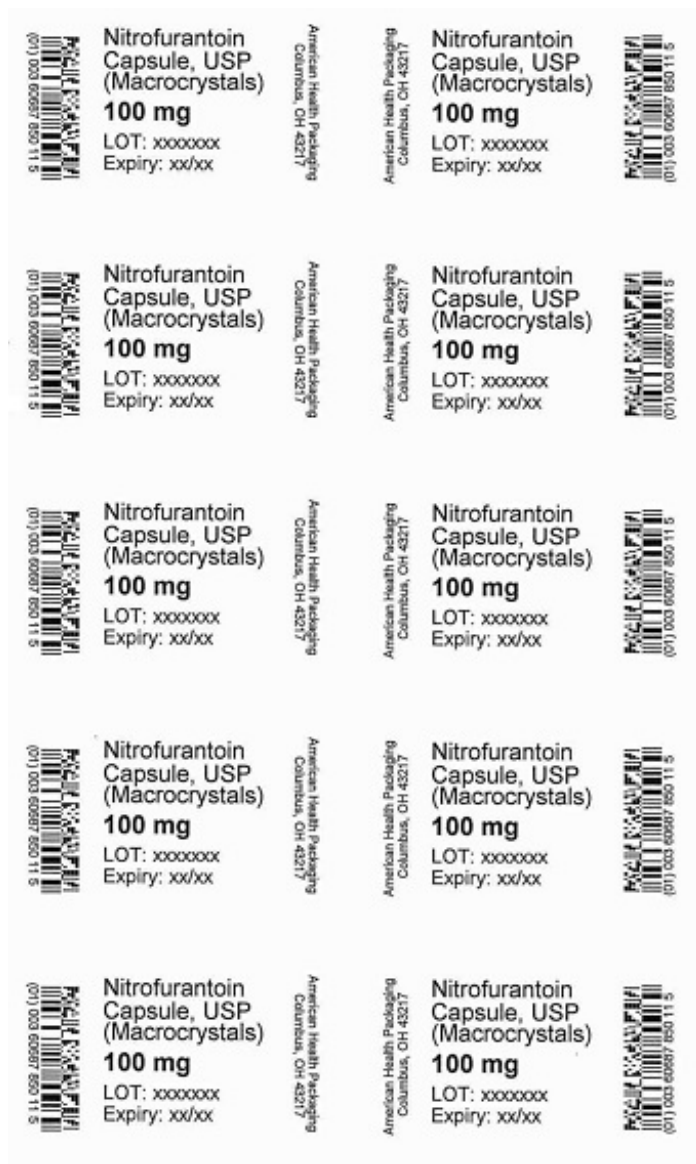 (01) 003 60687 850 11 5
Nitrofurantoin
Capsule, USP
(Macrocrystals)
100 mg
LOT: xxxxxxx
Expiry: xx/xx
American Health Packaging
Columbus, OH 43217
American Health Packaging
Columbus, OH 43217
Nitrofurantoin
Capsule, USP
(Macrocrystals)
100 mg
LOT: xxxxxxx
Expiry: xx/xx
(01) 003 60687 850 11 5
(01) 003 60687 850 11 5
Nitrofurantoin
Capsule, USP
(Macrocrystals)
100 mg
LOT: xxxxxxx
Expiry: xx/xx
American Health Packaging
Columbus, OH 43217
American Health Packaging
Columbus, OH 43217
Nitrofurantoin
Capsule, USP
(Macrocrystals)
100 mg
LOT: xxxxxxx
Expiry: xx/xx
(01) 003 60687 850 11 5
(01) 003 60687 850 11 5
Nitrofurantoin
Capsule, USP
(Macrocrystals)
100 mg
LOT: xxxxxxx
Expiry: xx/xx
American Health Packaging
Columbus, OH 43217
American Health Packaging
Columbus, OH 43217
Nitrofurantoin
Capsule, USP
(Macrocrystals)
100 mg
LOT: xxxxxxx
Expiry: xx/xx
(01) 003 60687 850 11 5
(01) 003 60687 850 11 5
Nitrofurantoin
Capsule, USP
(Macrocrystals)
100 mg
LOT: xxxxxxx
Expiry: xx/xx
American Health Packaging
Columbus, OH 43217
American Health Packaging
Columbus, OH 43217
Nitrofurantoin
Capsule, USP
(Macrocrystals)
100 mg
LOT: xxxxxxx
Expiry: xx/xx
(01) 003 60687 850 11 5
(01) 003 60687 850 11 5
Nitrofurantoin
Capsule, USP
(Macrocrystals)
100 mg
LOT: xxxxxxx
Expiry: xx/xx
American Health Packaging
Columbus, OH 43217
American Health Packaging
Columbus, OH 43217
Nitrofurantoin
Capsule, USP
(Macrocrystals)
100 mg
LOT: xxxxxxx
Expiry: xx/xx
(01) 003 60687 850 11 5